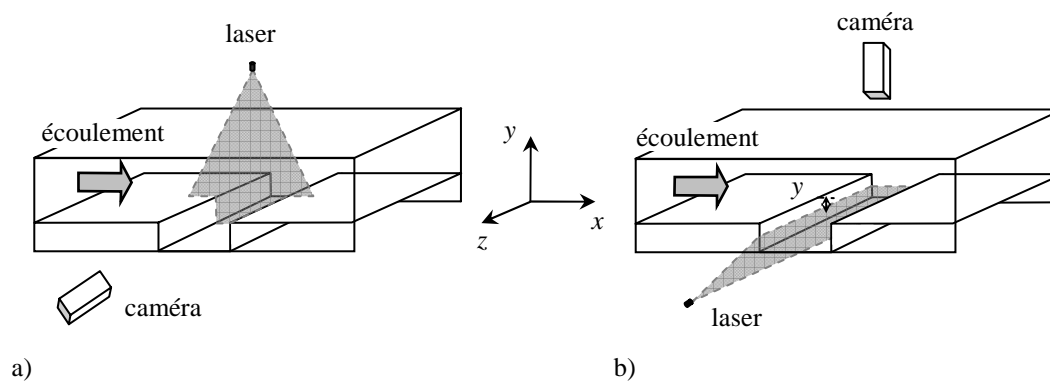 laser
écoulement
caméra
a)
y
x
z
caméra
écoulement
y
laser
b)